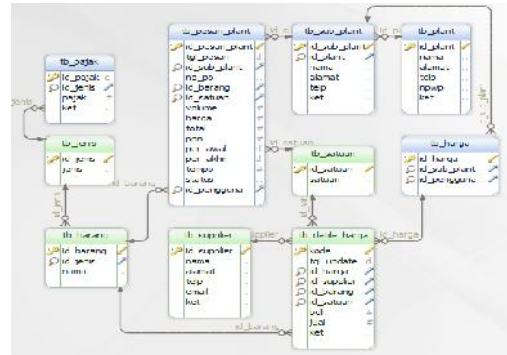 tb_pesan_plant
id_pesan_plant
tgl_pesan
id_sub_plant
no_po
id_barang
id_satuan
volume
harga
total
ppn
per_awal
per_akhir
tempo
status
id_pengguna
tb_sub_plant
id_sub_plant
id_plant
nama
alamat
telp
ket
tb_plant
id_plant
nama
alamat
telp
npwp
ket
tb_pajak
id_pajak
id_jenis
pajak
ket
tb_jenis
id_jenis
jenis
tb_satuan
id_satuan
satuan
tb_harga
id_harga
id_sub_plant
id_pengguna
tb_barang
id_barang
id_jenis
nama
tb_supplier
id_supplier
nama
alamat
telp
email
ket
kode
tgl_update
id_harga
id_supplier
id_barang
id_satuan
beli
jual
ket
id_barang
id_harga
id_barang